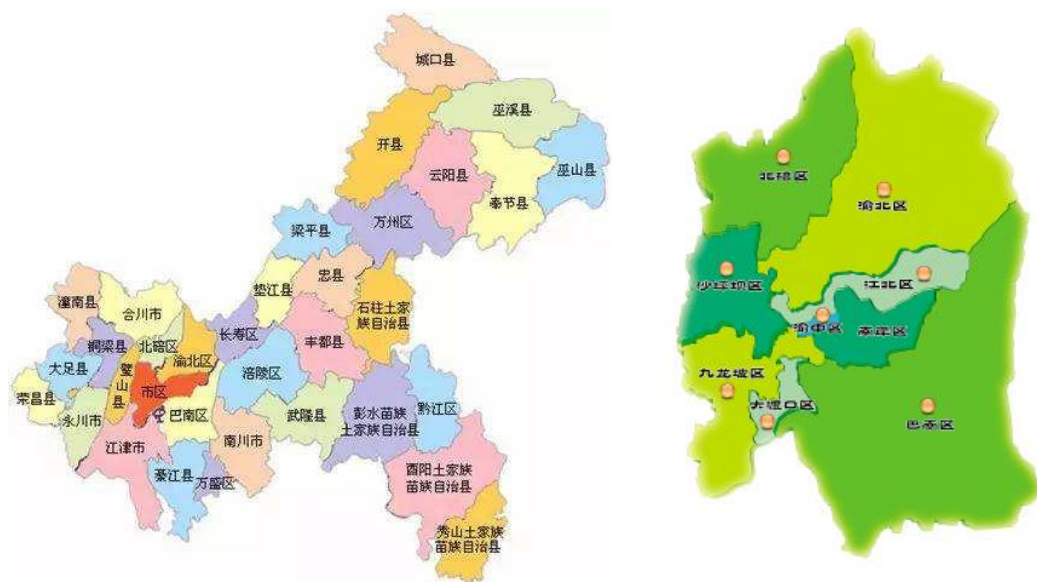 城口县
巫溪县
开县
巫山县
云阳县
奉节县
万州区
梁平县
忠县
垫江县
石柱土家
族自治县
潼南县
合川市
长寿区
丰都县
铜梁县
北碚区
渝北区
大足县
璧山县
涪陵区
市区
荣昌县
巴南区
武隆县
彭水苗族
土家族自治县
黔江区
永川市
江津市
南川市
綦江县
万盛区
酉阳土家族
苗族自治县
秀山土家族
苗族自治县
北碚区
渝北区
沙坪坝区
江北区
渝中区
南岸区
九龙坡区
大渡口区
巴南区